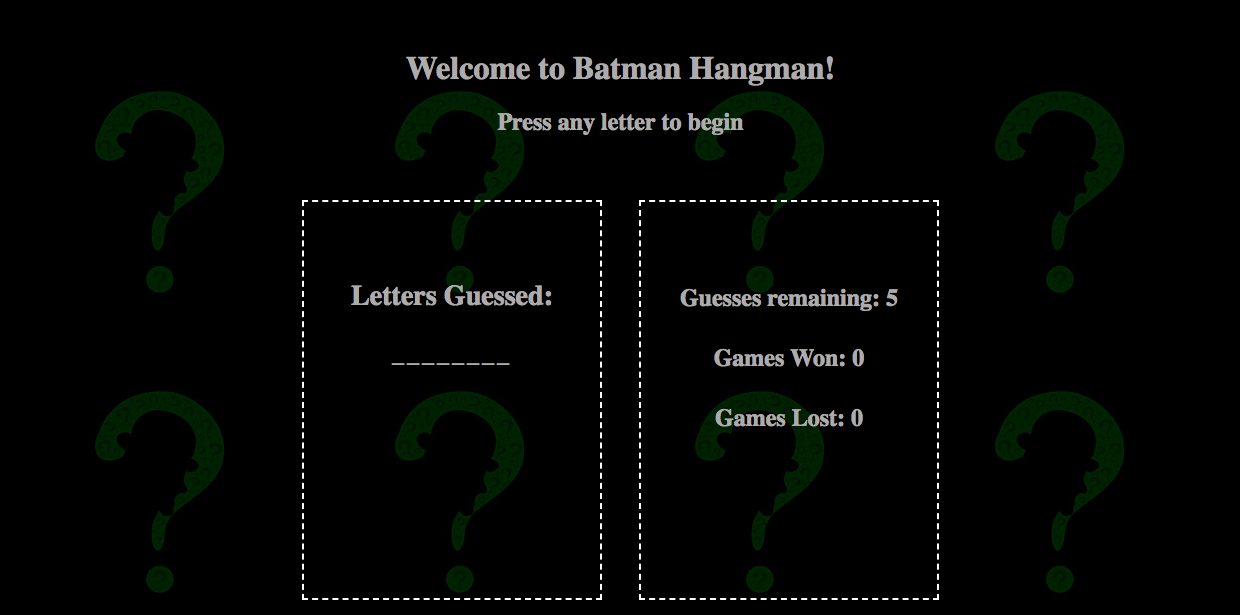 Welcome to Batman Hangman!
Press any letter to begin
Letters Guessed:
________
Guesses remaining: 5
Games Won: 0
Games Lost: 0